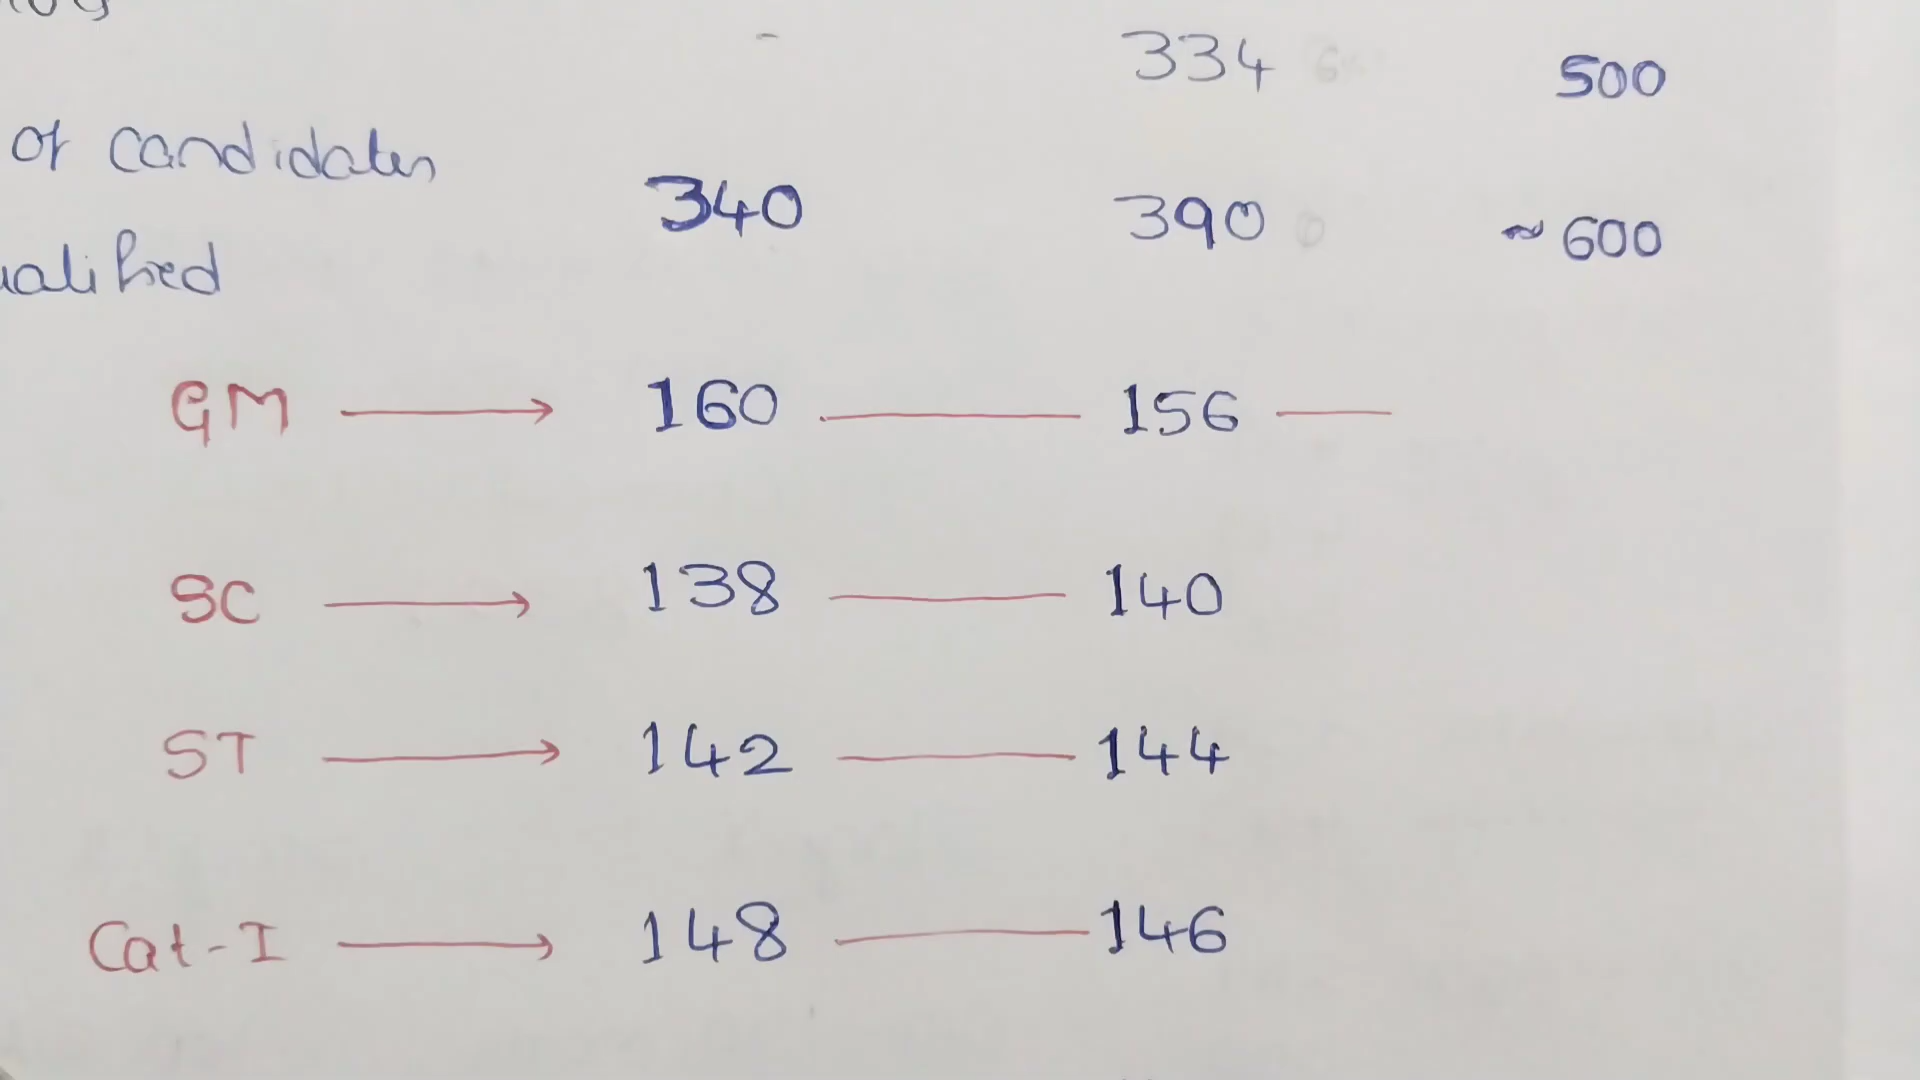 - 334 500
of candidates 340 390 ~ 600
ualified
GM → 160 — 156 —
SC → 138 — 140
ST → 142 — 144
Cat-I → 148 — 146